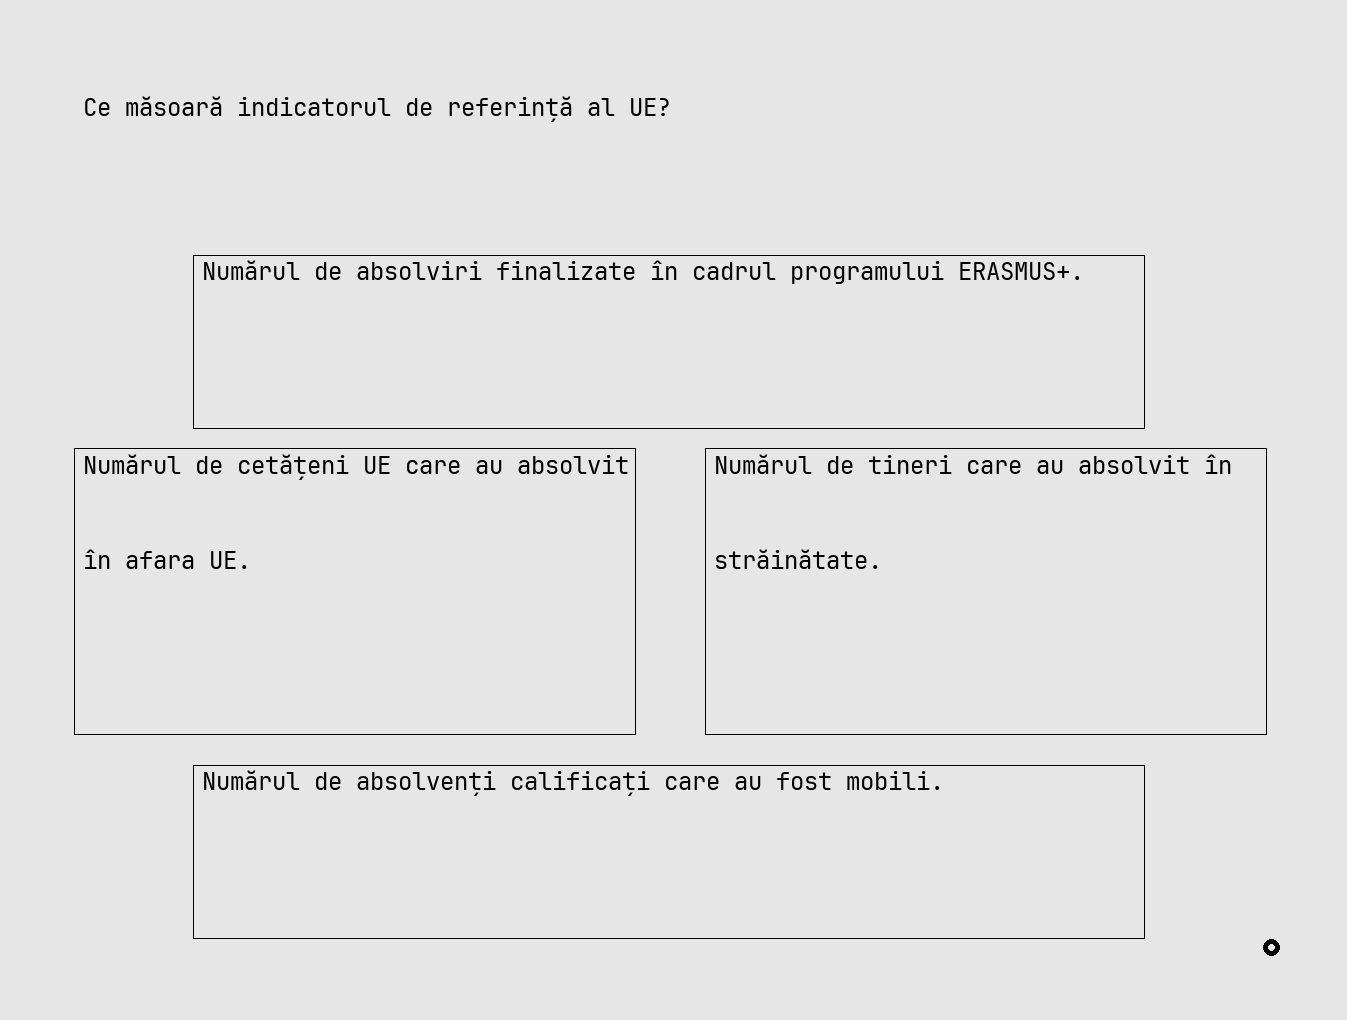 Ce măsoară indicatorul de referință al UE?
Numărul de absolviri finalizate în cadrul programului ERASMUS+.
Numărul de cetățeni UE care au absolvit
în afara UE.
Numărul de tineri care au absolvit în
străinătate.
Numărul de absolvenți calificați care au fost mobili.